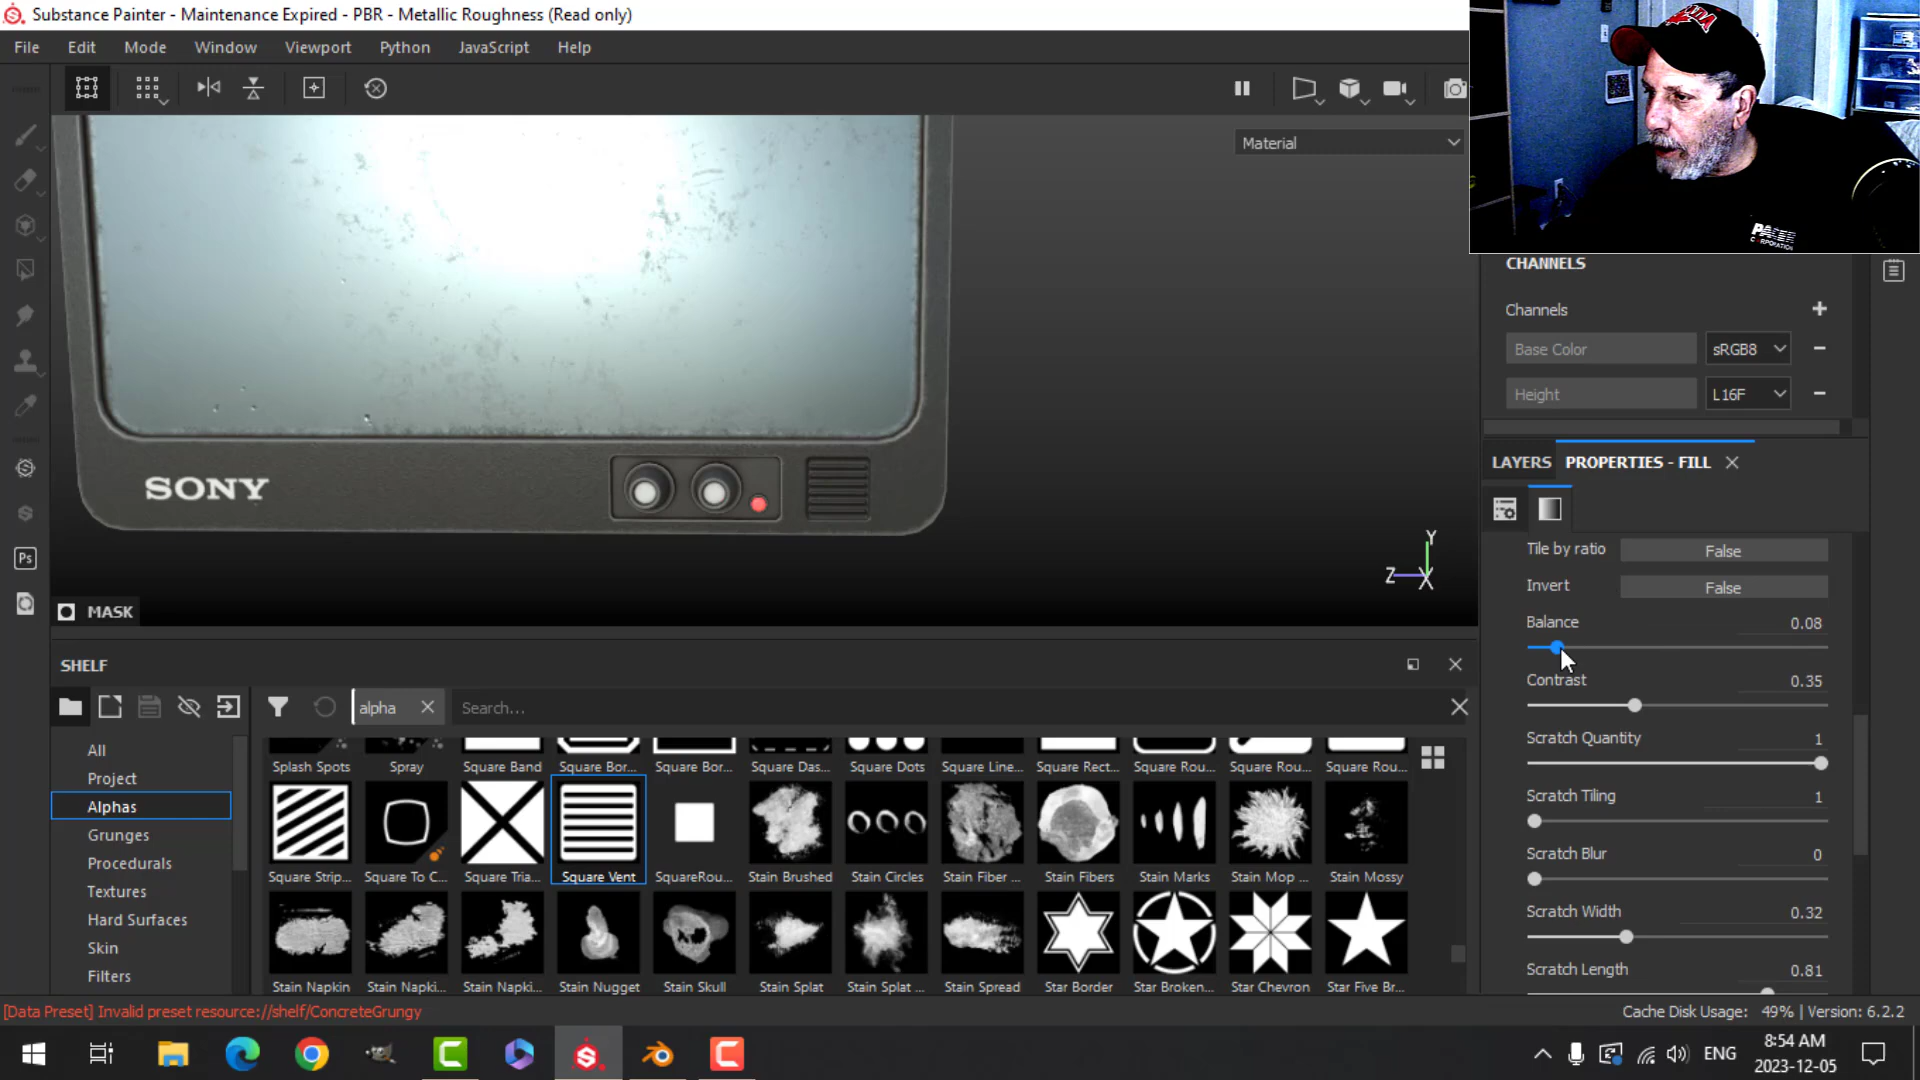 Substance Painter - Maintenance Expired - PBR - Metallic Roughness (Read only)
File Edit Mode Window Viewport Python JavaScript Help
Material
PACER
CORPORATION
CHANNELS
Channels
Base Color sRGB8
Height L16F
LAYERS PROPERTIES - FILL
Ps
SONY
Y
Z X
MASK
Tile by ratio False
Invert False
Balance 0.08
Contrast 0.35
Scratch Quantity 1
Scratch Tiling 1
Scratch Blur 0
Scratch Width 0.32
Scratch Length 0.81
SHELF
alpha Search...
All
Project
Alphas
Grunges
Procedurals
Textures
Hard Surfaces
Skin
Filters
Splash Spots Spray Square Band Square Bor... Square Bor... Square Das... Square Dots Square Line... Square Rect... Square Rou... Square Rou... Square Rou...
Square Strip... Square To C... Square Tria... Square Vent SquareRou... Stain Brushed Stain Circles Stain Fiber ... Stain Fibers Stain Marks Stain Mop ... Stain Mossy
Stain Napkin Stain Napki... Stain Napki... Stain Nugget Stain Skull Stain Splat Stain Splat ... Stain Spread Star Border Star Broken... Star Chevron Star Five Br...
[Data Preset] Invalid preset resource://shelf/ConcreteGrungy
Cache Disk Usage: 49% | Version: 6.2.2
ENG
8:54 AM
2023-12-05